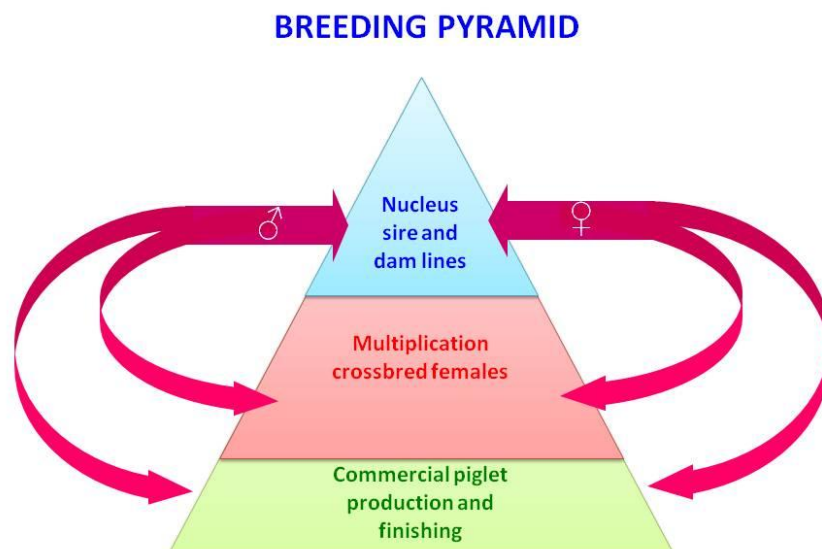 BREEDING PYRAMID
♂
♀
Nucleus
sire and
dam lines
Multiplication
crossbred females
Commercial piglet
production and
finishing